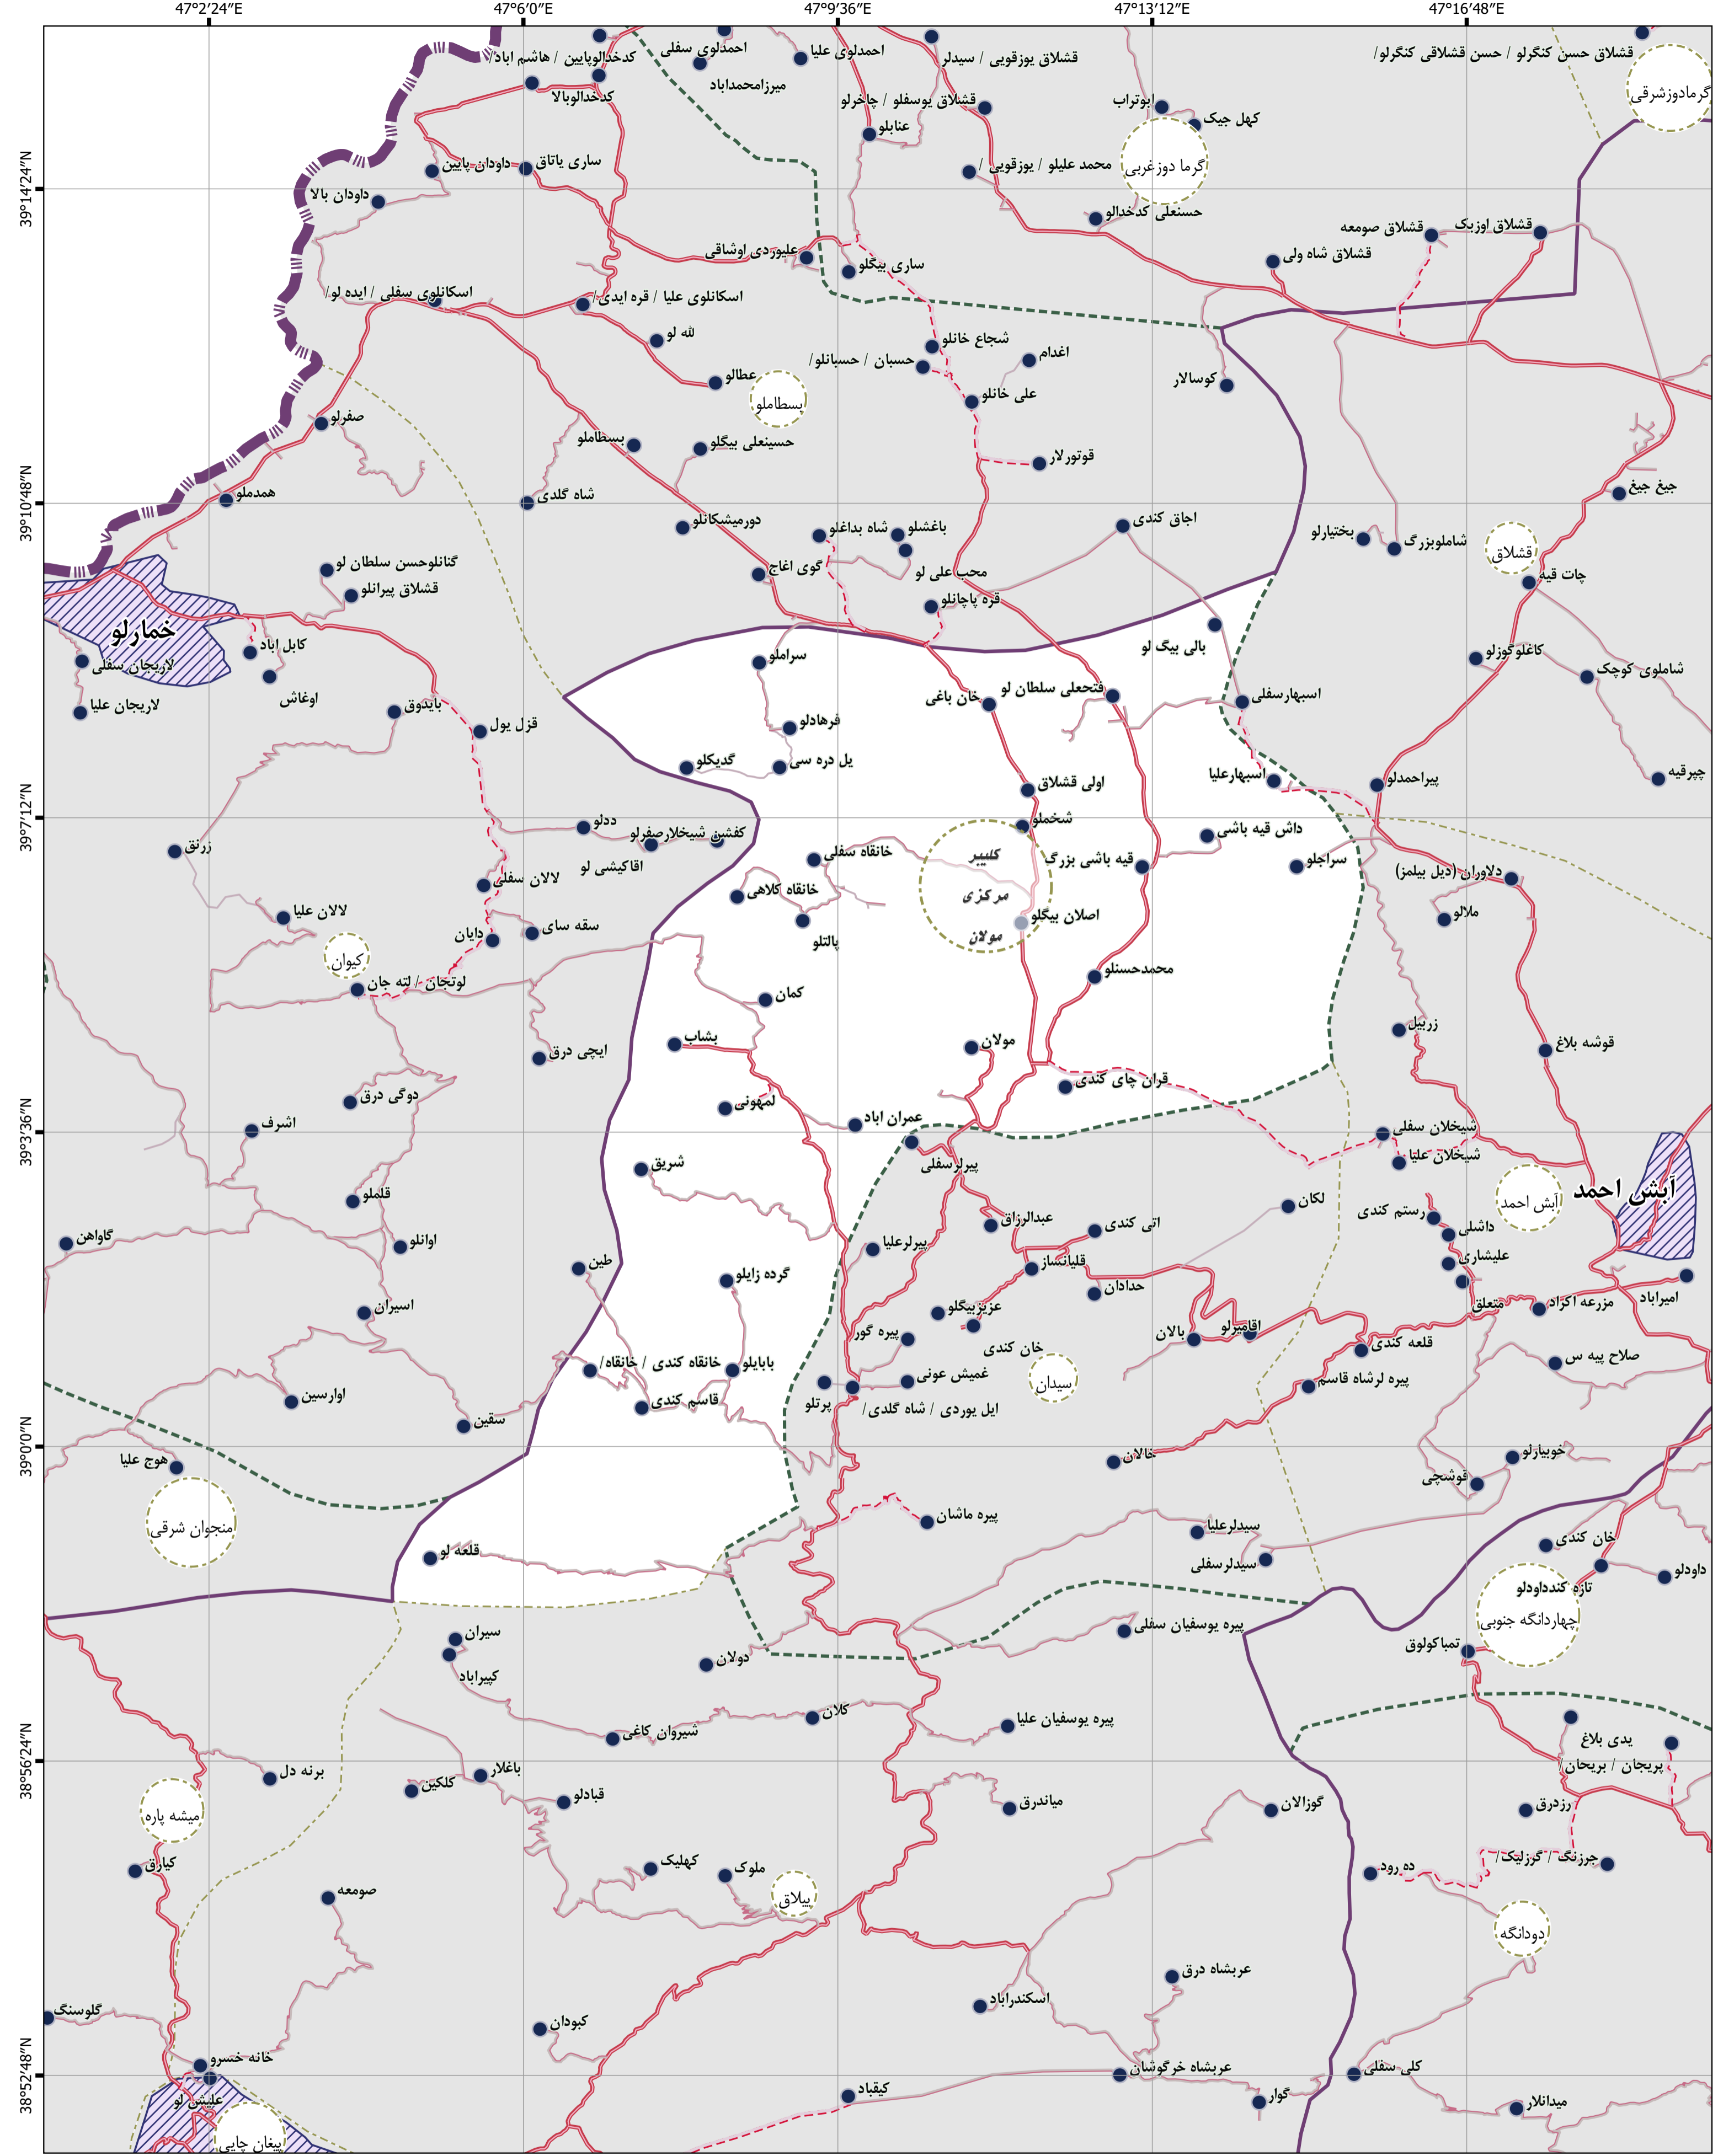 47°2′24″E
47°6′0″E
47°9′36″E
47°13′12″E
47°16′48″E
39°14′24″N
39°10′48″N
39°7′12″N
39°3′36″N
39°0′0″N
38°56′24″N
38°52′48″N
کدخدالوپایین / هاشم اباد/
احمدلوی سفلی
احمدلوی علیا
قشلاق یوزقویی / سیدلر
قشلاق حسن کنگرلو / حسن قشلاقی کنگرلو/
کدخدالوبالا
میرزامحمداباد
قشلاق یوسفلو / چاخرلو
ابوتراب
کهل جیک
گرمادوزشرقی
عنابلو
داودان پایین
ساری یاتاق
محمد علیلو / یوزقویی /
گرما دوزغربی
داودان بالا
حسنعلی کدخدالو
قشلاق صومعه
قشلاق اوزبک
علیوردی اوشاقی
ساری بیگلو
قشلاق شاه ولی
اسکانلوی سفلی / ایده لو/
اسکانلوی علیا / قره ایدی/
لله لو
شجاع خانلو
حسبان / حسبانلو/
اغدام
عطالو
بسطاملو
علی خانلو
کوسالار
صفرلو
بسطاملو
حسینعلی بیگلو
قوتورلار
همدملو
شاه گلدی
جیغ جیغ
دورمیشکانلو
شاه بداغلو
باغشلو
اجاق کندی
بختیارلو
شاملوبزرگ
قشلاق
گنانلوحسن سلطان لو
گوی اغاج
محب علی لو
چات قیه
قشلاق پیرانلو
قره پاچانلو
خمارلو
کابل اباد
سراملو
بالی بیگ لو
کاغلوگوزلو
شاملوی کوچک
لاریجان سفلی
اوغاش
لاریجان علیا
بایدوق
قزل یول
فرهادلو
خان باغی
فتحعلی سلطان لو
اسبهارسفلی
گدیکلو
یل دره سی
اولی قشلاق
اسبهارعلیا
پیراحمدلو
چپرقیه
ددلو
کفشن شیخلارصفرلو
شخملو
داش قیه باشی
زرنق
اقاکیشی لو
خانقاه سفلی
کلیبر
مرکزی
مولان
قیه باشی بزرگ
سراجلو
دلاوران (دیل بیلمز)
لالان سفلی
خانقاه کلاهی
لالان علیا
سقه سای
پالتلو
اصلان بیگلو
ملالو
دایان
کیوان
لوتجان / لته جان
کمان
محمدحسنلو
ایچی درق
بشاب
مولان
زربیل
قوشه بلاغ
دوگی درق
لمهونی
قران چای کندی
اشرف
عمران اباد
شیخلان سفلی
شیخلان علیا
پیرلرسفلی
شریق
قلملو
آبش احمد
آبش احمد
لکان
رستم کندی
داشلی
گاواهن
اوانلو
عبدالرزاق
اتی کندی
پیرلرعلیا
علیشاری
طین
گرده زایلو
قلیانساز
حدادان
امیراباد
اسیران
عزیزبیگلو
متعلق
مزرعه اکراد
پیره گور
خان کندی
بالان
اقامیرلو
قلعه کندی
صلاح پیه س
خانقاه کندی / خانقاه/
بابایلو
سیدان
غمیش عونی
پیره لرشاه قاسم
اوارسین
قاسم کندی
پرتلو
ایل یوردی / شاه گلدی/
سقین
هوج علیا
خالان
خوبیارلو
قوشچی
منجوان شرقی
پیره ماشان
سیدلرعلیا
سیدلرسفلی
خان کندی
قلعه لو
تازه کندداودلو
داودلو
چهاردانگه جنوبی
سیران
پیره یوسفیان سفلی
تمباکولوق
کپیراباد
دولان
کلان
پیره یوسفیان علیا
شیروان کاغی
یدی بلاغ
پریجان / بریحان/
برنه دل
باغلار
گلکین
قبادلو
میاندرق
گوزالان
رزدرق
میشه پاره
کیارق
کهلیک
ملوک
ییلاق
ده رود
جرزنگ / گرزلیک/
صومعه
دودانگه
گلوسنگ
عربشاه درق
اسکندراباد
کبودان
خانه خسرو
عربشاه خرگوشان
کلی سفلی
علیش لو
کیقباد
گوار
میدانلار
پیغان چایی